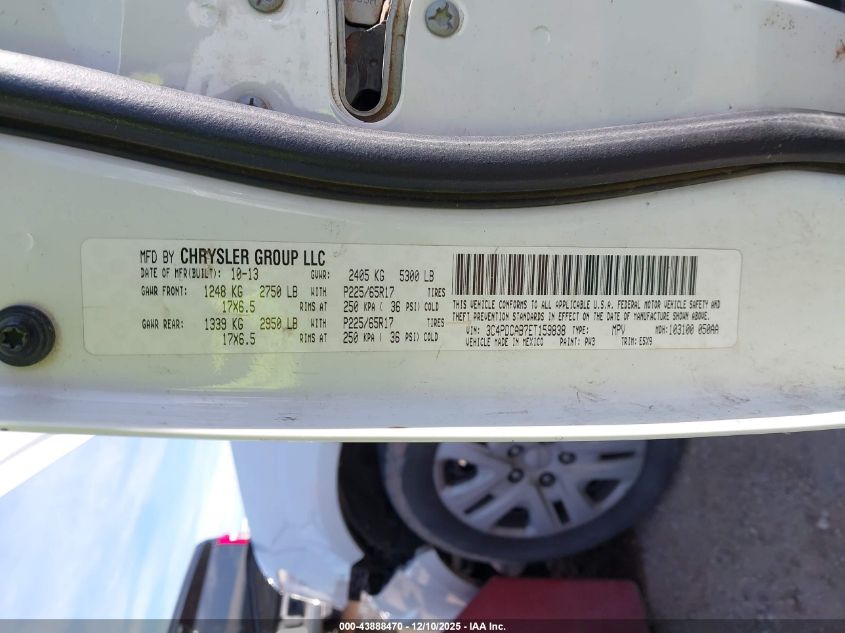 MFD BY CHRYSLER GROUP LLC
DATE OF MFR(BUILT): 10-13 GVWR: 2405 KG 5300 LB
GAWR FRONT: 1248 KG 2750 LB WITH P225/65R17 TIRES
17X6.5 RIMS AT 250 KPA ( 36 PSI) COLD
GAWR REAR: 1339 KG 2950 LB WITH P225/65R17 TIRES
17X6.5 RIMS AT 250 KPA ( 36 PSI) COLD
THIS VEHICLE CONFORMS TO ALL APPLICABLE U.S.A. FEDERAL MOTOR VEHICLE SAFETY AND
THEFT PREVENTION STANDARDS IN EFFECT ON THE DATE OF MANUFACTURE SHOWN ABOVE.
VIN: 3C4PDCAB7ET159838 TYPE: MPV MDH: 103100 050AA
VEHICLE MADE IN MEXICO PAINT: PW3 TRIM: E5X9
000-43888470 • 12/10/2025 • IAA Inc.